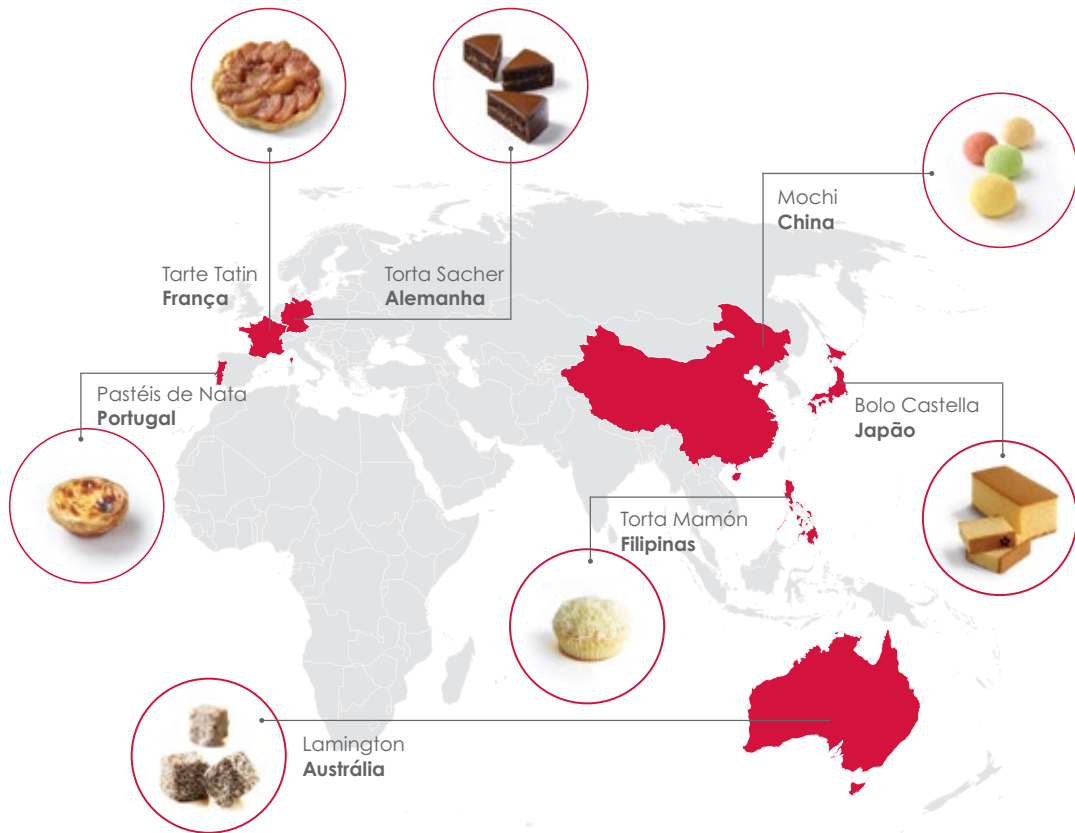 Mochi
China
Tarte Tatin
França
Torta Sacher
Alemanha
Pastéis de Nata
Portugal
Bolo Castella
Japão
Torta Mamón
Filipinas
Lamington
Austrália